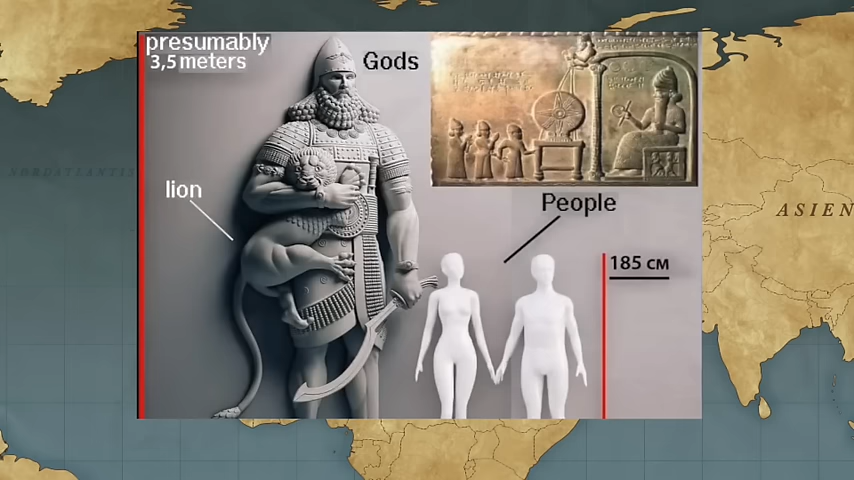 presumably
3,5 meters
Gods
lion
People
185 см
NORDATLANTIS
ASIEN